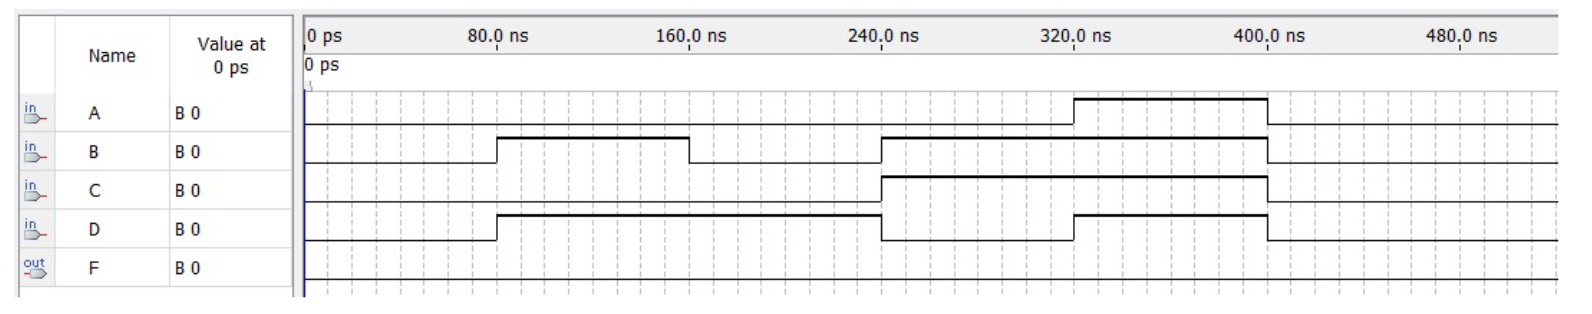 Name Value at 0 ps
0 ps 80.0 ns 160.0 ns 240.0 ns 320.0 ns 400.0 ns 480.0 ns
0 ps
in A B 0
in B B 0
in C B 0
in D B 0
out F B 0